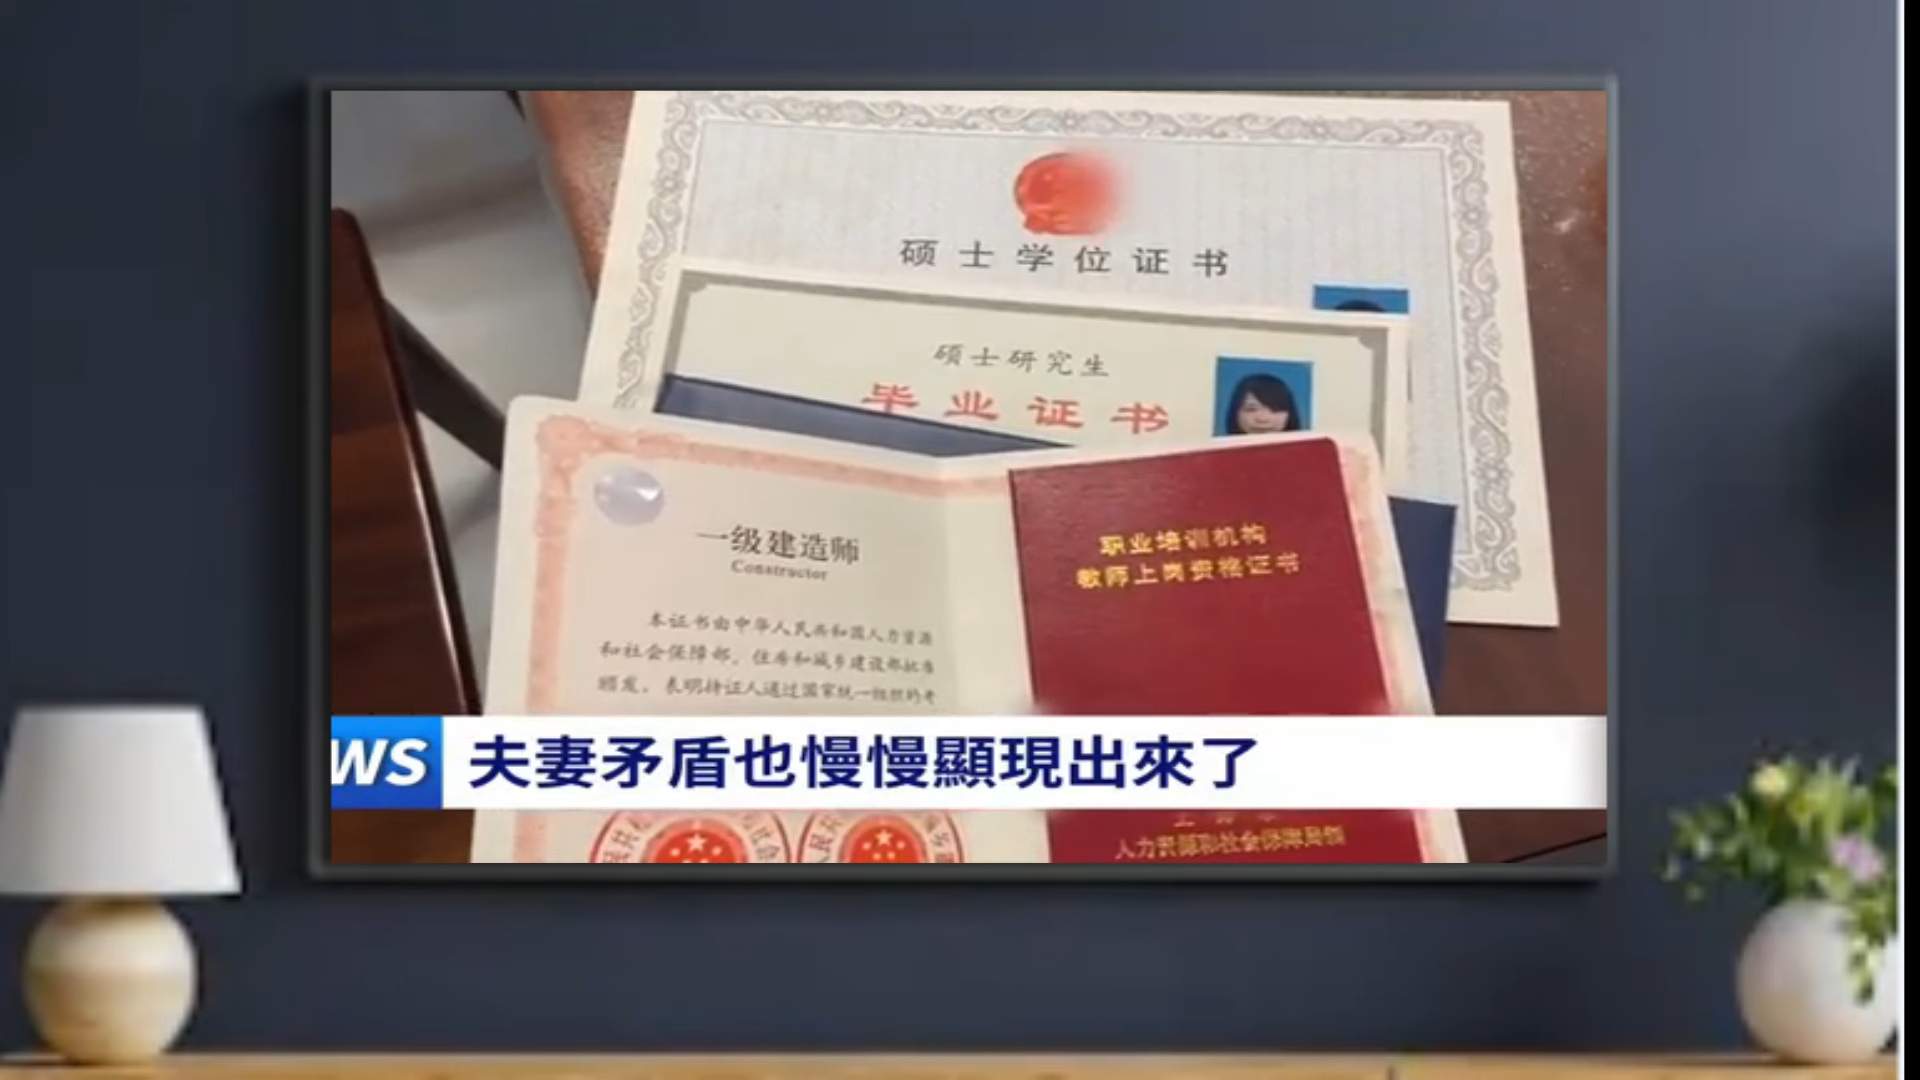 硕士学位证书
硕士研究生
毕业证书
一级建造师
Constructor
本证书由中华人民共和国人力资源
和社会保障部、住房和城乡建设部批准
颁发,表明持证人通过国家统一组织的考
职业培训机构
教师上岗资格证书
WS 夫妻矛盾也慢慢顯現出來了
人力资源和社会保障局制